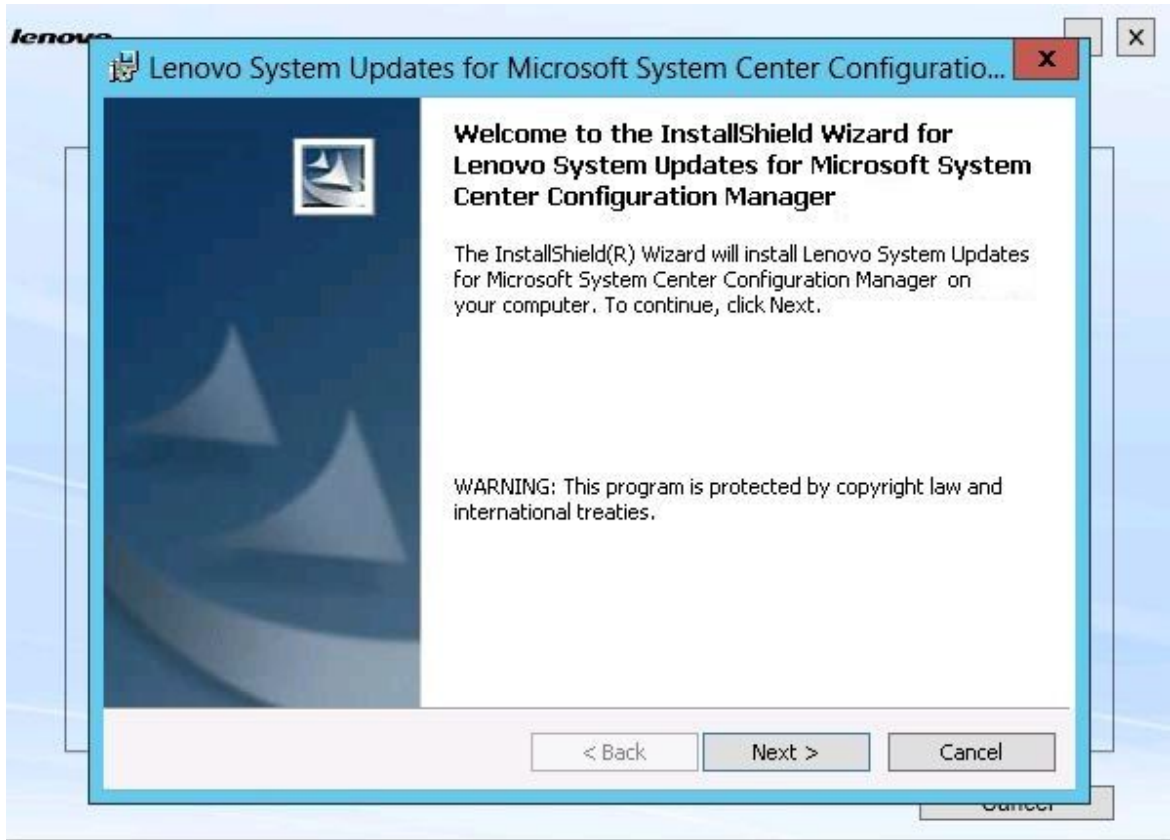 lenovo
Lenovo System Updates for Microsoft System Center Configuratio...
Welcome to the InstallShield Wizard for
Lenovo System Updates for Microsoft System
Center Configuration Manager
The InstallShield(R) Wizard will install Lenovo System Updates
for Microsoft System Center Configuration Manager on
your computer. To continue, click Next.
WARNING: This program is protected by copyright law and
international treaties.
< Back
Next >
Cancel
Cancel